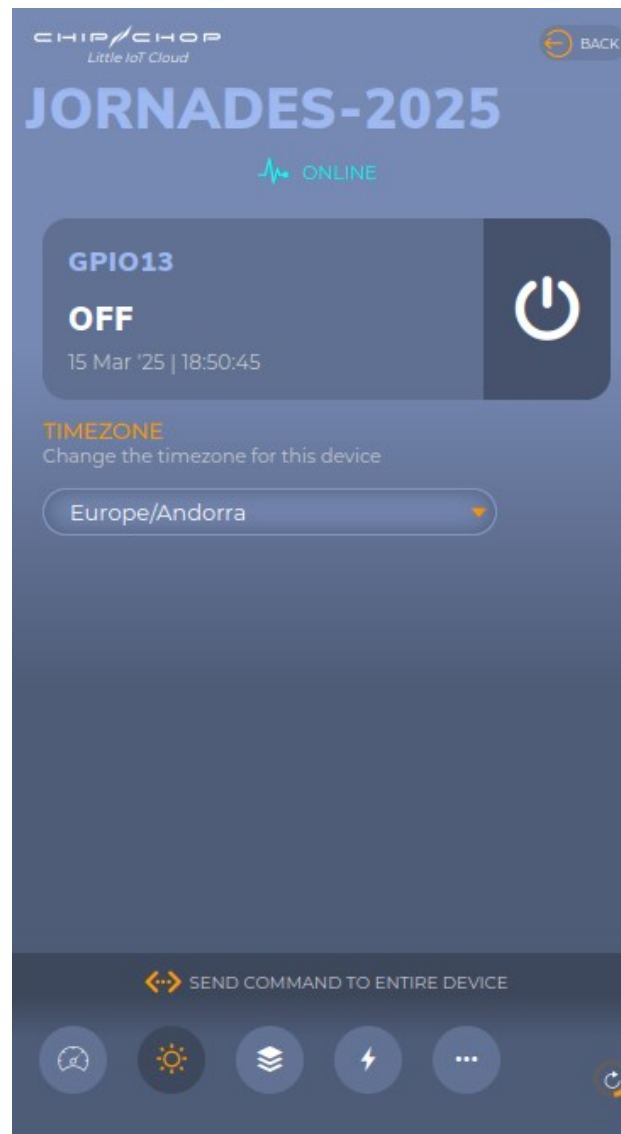 CHIP/CHOP
Little IoT Cloud
BACK
JORNADES-2025
ONLINE
GPIO13
OFF
15 Mar '25 | 18:50:45
TIMEZONE
Change the timezone for this device
Europe/Andorra
SEND COMMAND TO ENTIRE DEVICE